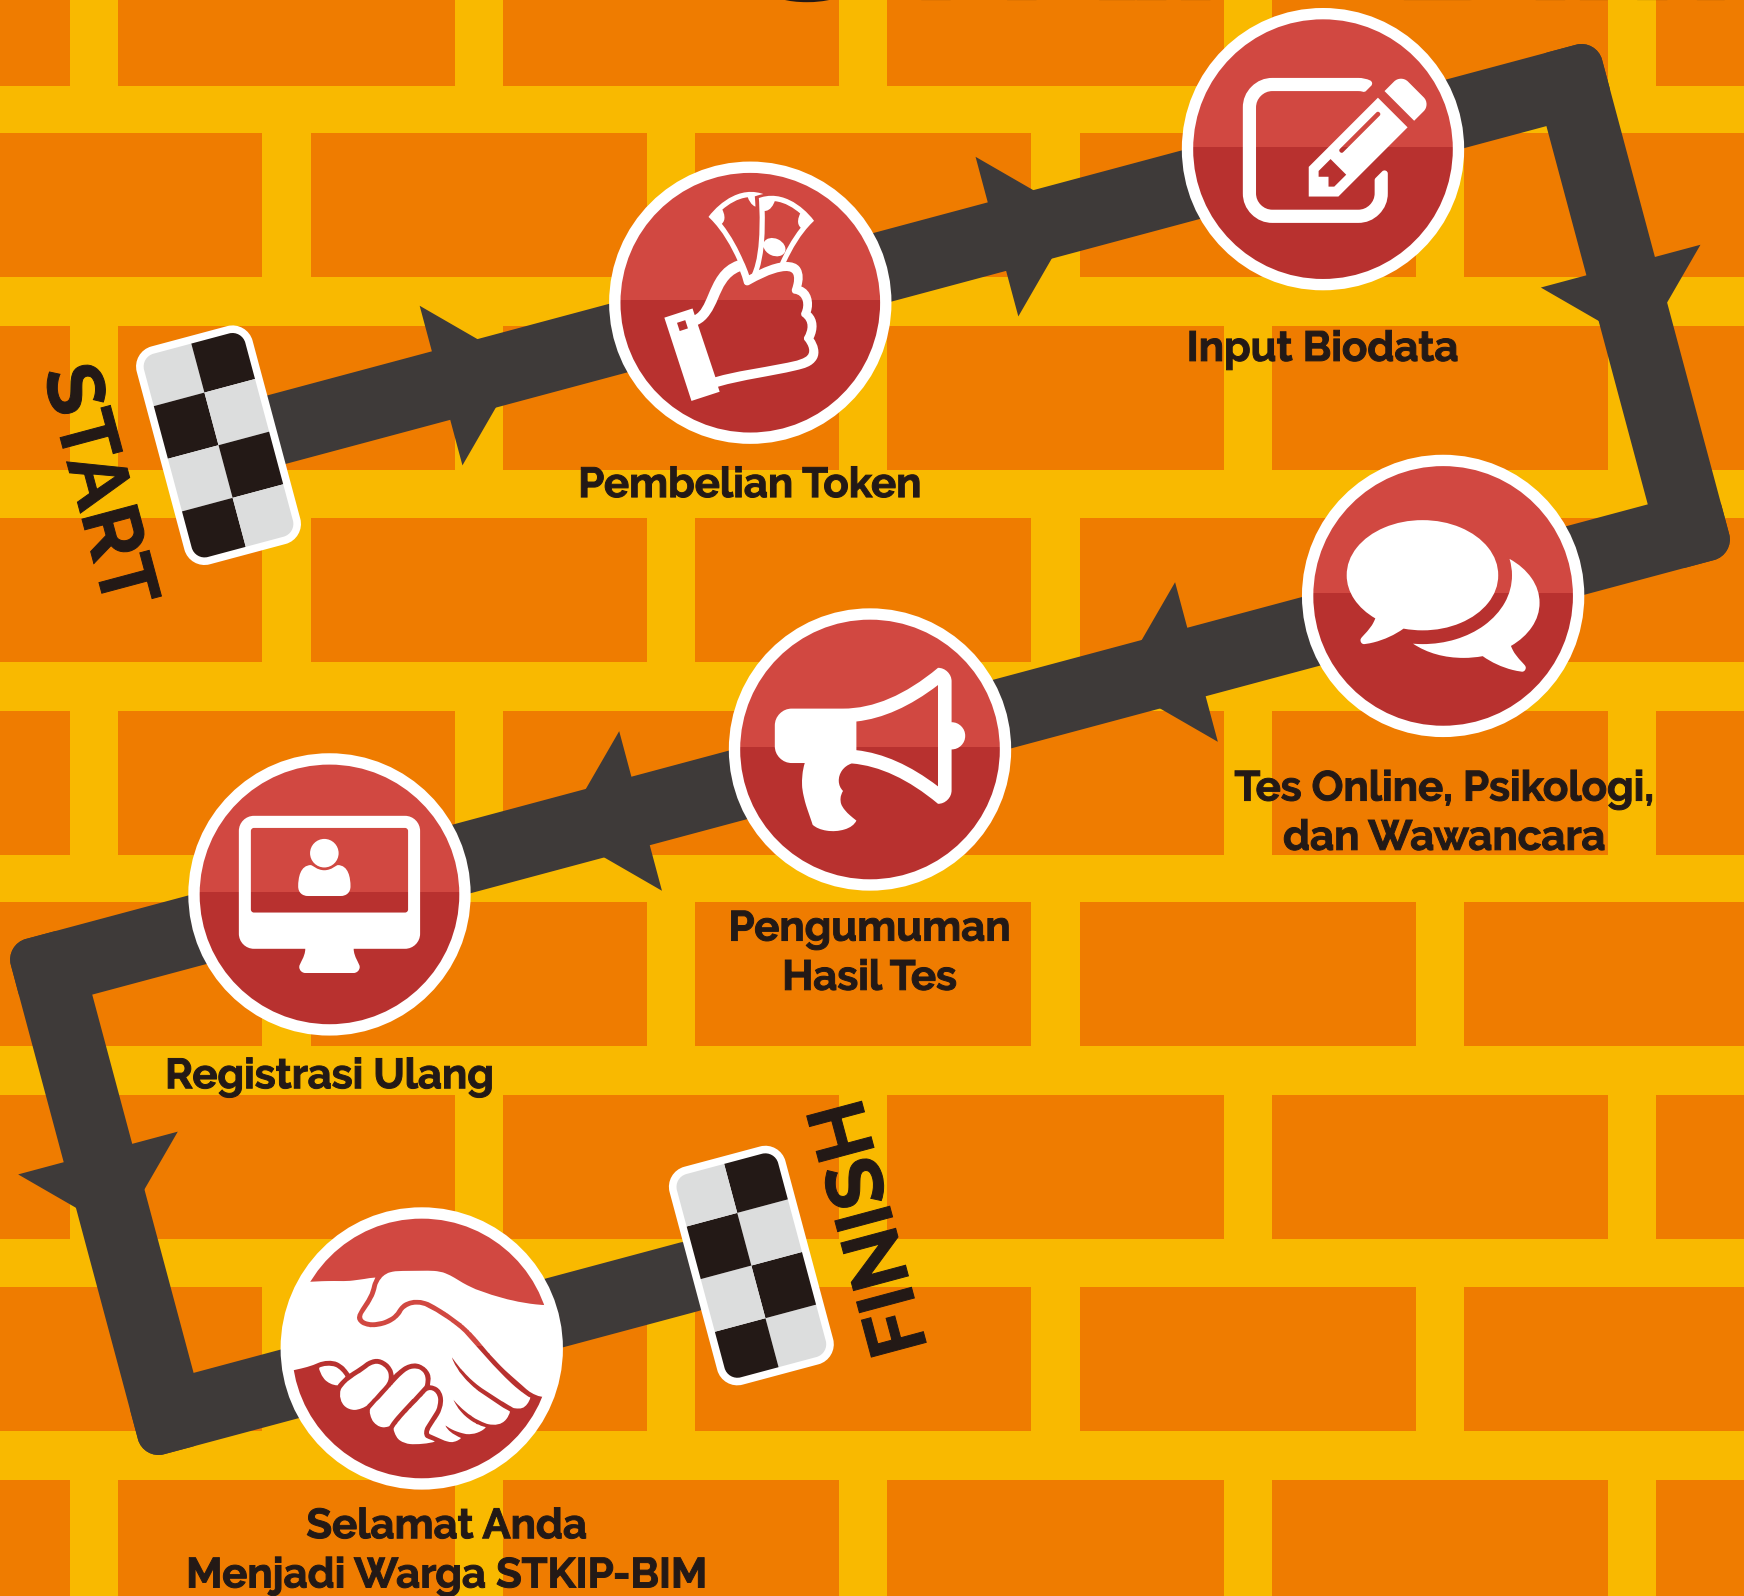 START
Pembelian Token
Input Biodata
Tes Online, Psikologi,
dan Wawancara
Pengumuman
Hasil Tes
Registrasi Ulang
Selamat Anda
Menjadi Warga STKIP-BIM
FINISH